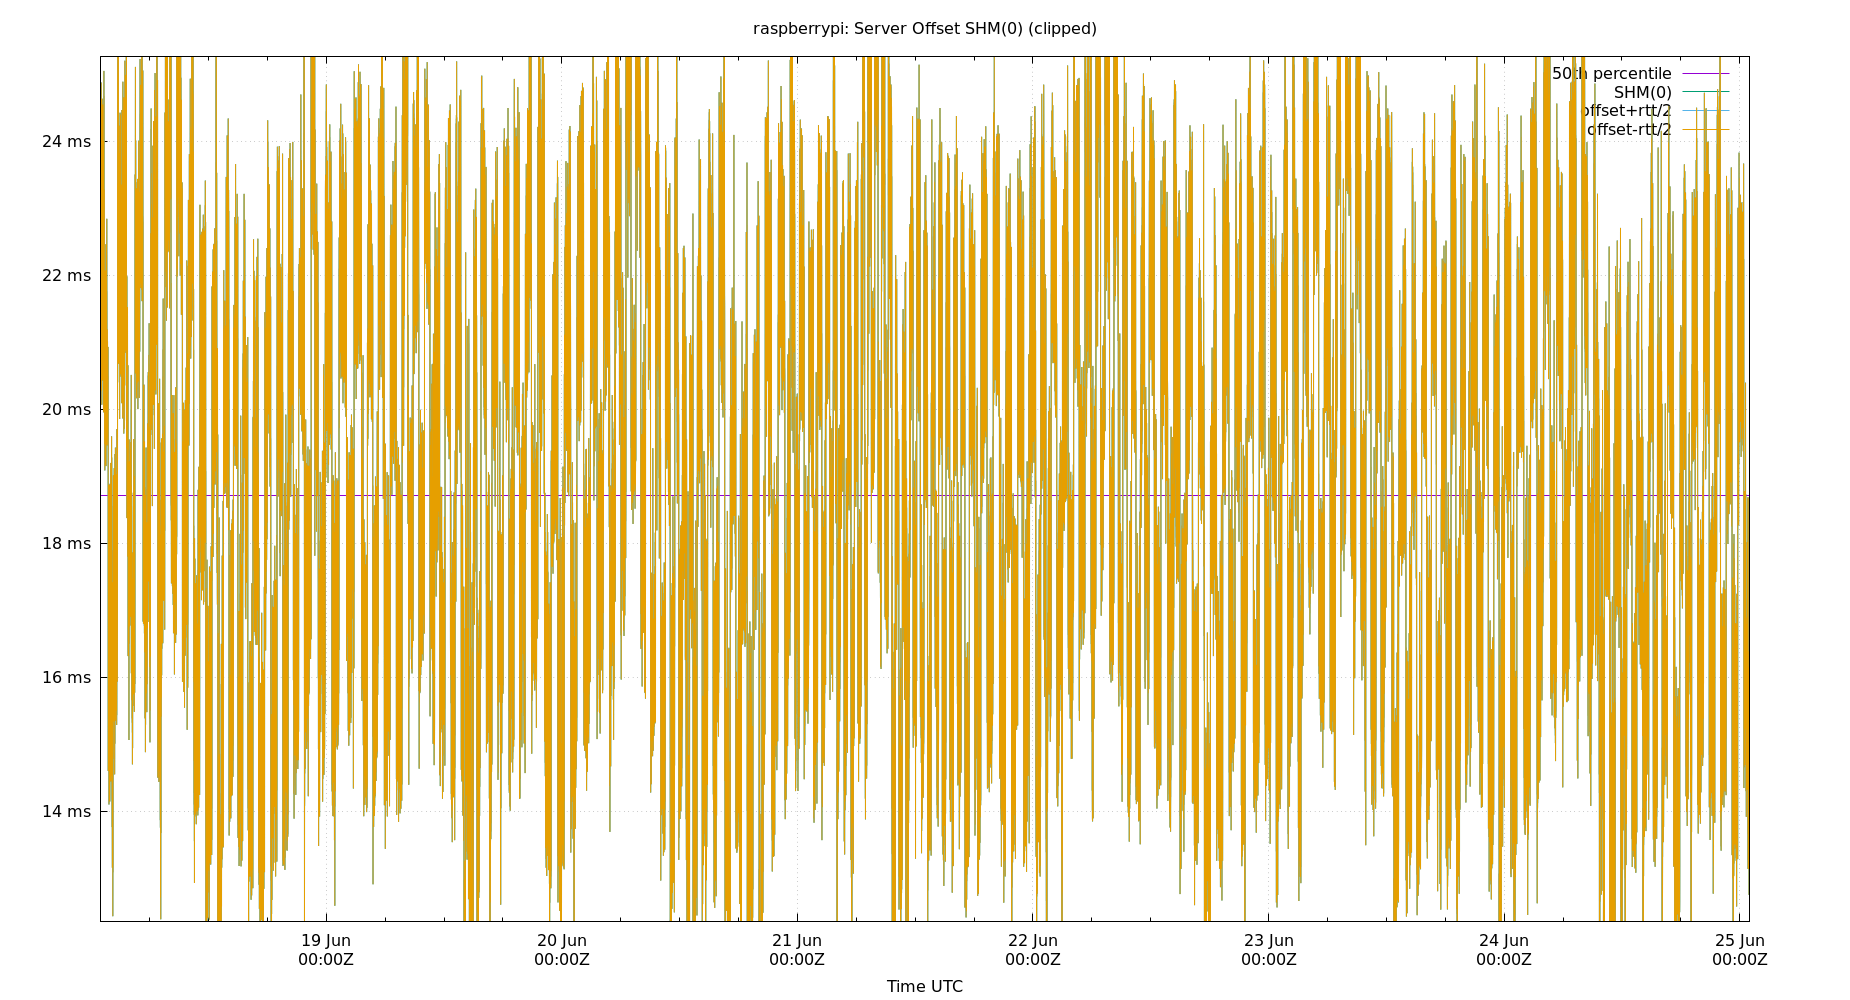 raspberrypi: Server Offset SHM(0) (clipped)
50th percentile
SHM(0)
offset+rtt/2
offset-rtt/2
24 ms
22 ms
20 ms
18 ms
16 ms
14 ms
19 Jun 20 Jun 21 Jun 22 Jun 23 Jun 24 Jun 25 Jun
00:00Z 00:00Z 00:00Z 00:00Z 00:00Z 00:00Z 00:00Z
Time UTC